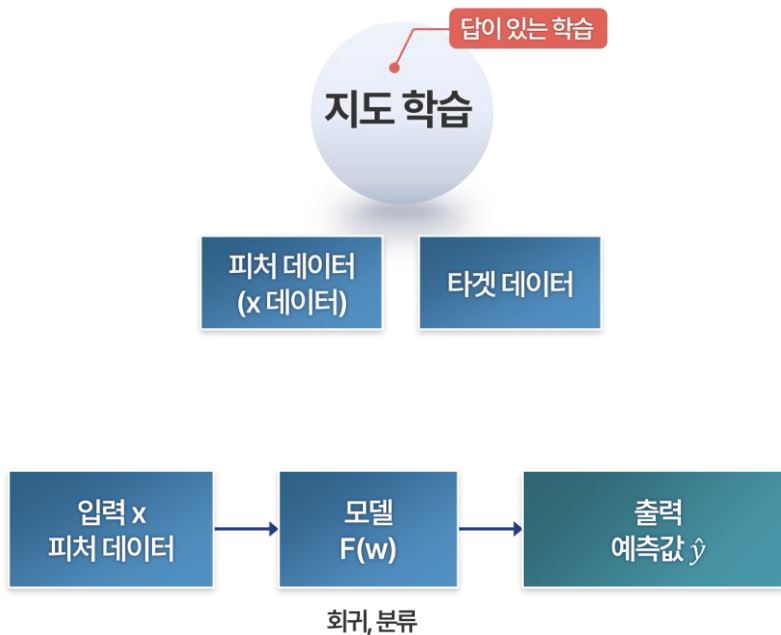 답이 있는 학습
지도 학습
피처 데이터
(x 데이터)
타겟 데이터
입력 x
피처 데이터
모델
F(w)
출력
예측값 ŷ
회귀, 분류